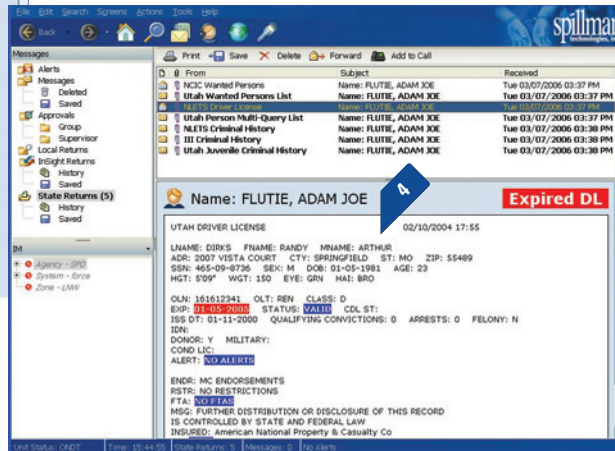 File Edit Search Screens Actions Tools Help
Back
spillman
technologies, i
Messages
Print Save Delete Forward Add to Call
Alerts
Messages
Deleted
Saved
Approvals
Group
Supervisor
Local Returns
InSight Returns
History
Saved
State Returns (5)
History
Saved
IM
Agency - SPD
System - force
Zone - LNW
D From Subject Received
NCIC Wanted Persons Name: FLUTIE, ADAM JOE Tue 03/07/2006 03:37 PM
Utah Wanted Persons List Name: FLUTIE, ADAM JOE Tue 03/07/2006 03:37 PM
NLETS Driver License Name: FLUTIE, ADAM JOE Tue 03/07/2006 03:37 PM
Utah Person Multi-Query List Name: FLUTIE, ADAM JOE Tue 03/07/2006 03:37 PM
NLETS Criminal History Name: FLUTIE, ADAM JOE Tue 03/07/2006 03:38 PM
III Criminal History Name: FLUTIE, ADAM JOE Tue 03/07/2006 03:38 PM
Utah Juvenile Criminal History Name: FLUTIE, ADAM JOE Tue 03/07/2006 03:38 PM
4
Name: FLUTIE, ADAM JOE Expired DL
UTAH DRIVER LICENSE 02/10/2004 17:55
LNAME: DIRKS FNAME: RANDY MNAME: ARTHUR
ADR: 2007 VISTA COURT CTY: SPRINGFIELD ST: MO ZIP: 55489
SSN: 465-09-8736 SEX: M DOB: 01-05-1981 AGE: 23
HGT: 5'09" WGT: 150 EYE: GRN HAI: BRO
OLN: 161612341 OLT: REN CLASS: D
EXP: 01-05-2005 STATUS: VALID CDL ST:
ISS DT: 01-11-2000 QUALIFYING CONVICTIONS: 0 ARRESTS: 0 FELONY: N
IDN:
DONOR: Y MILITARY:
COND LIC:
ALERT: NO ALERTS
ENDR: MC ENDORSEMENTS
RSTR: NO RESTRICTIONS
FTA: NO FTAS
MSG: FURTHER DISTRIBUTION OR DISCLOSURE OF THIS RECORD
IS CONTROLLED BY STATE AND FEDERAL LAW
INSURED: American National Property & Casualty Co
Unit Status: ONDT Time: 15:44:55 State Returns: 5 Messages: 0 No Alerts